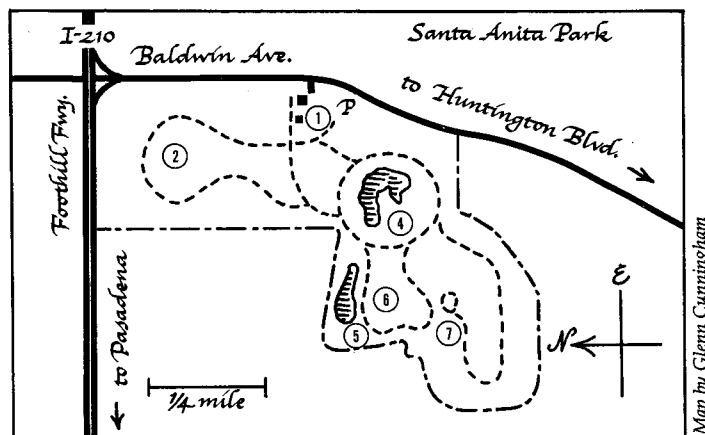 I-210
Baldwin Ave.
Santa Anita Park
to Huntington Blvd.
Foothill Fwy.
1
P
2
4
6
5
7
to Pasadena
1/4 mile
E
N
Map by Glenn Cunningham